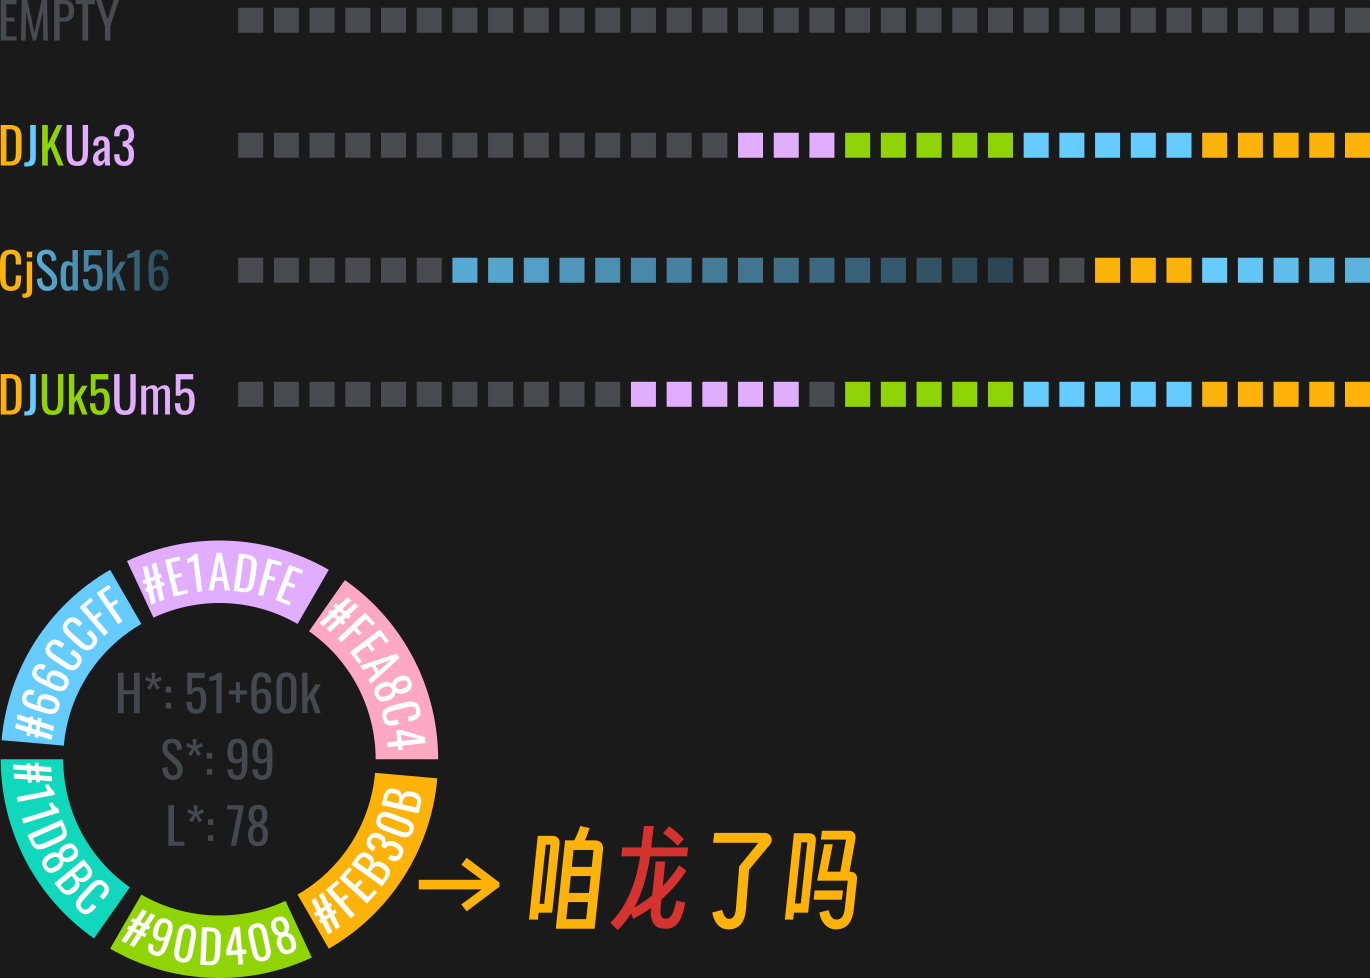 EMPTY
DJKUa3
CjSd5k16
DJUk5Um5
#E1ADFE
#66CCFF
#FEA8C4
H*: 51+60k
S*: 99
L*: 78
#11D8BC
#FEB30B
#90D408
→ 咱龙了吗